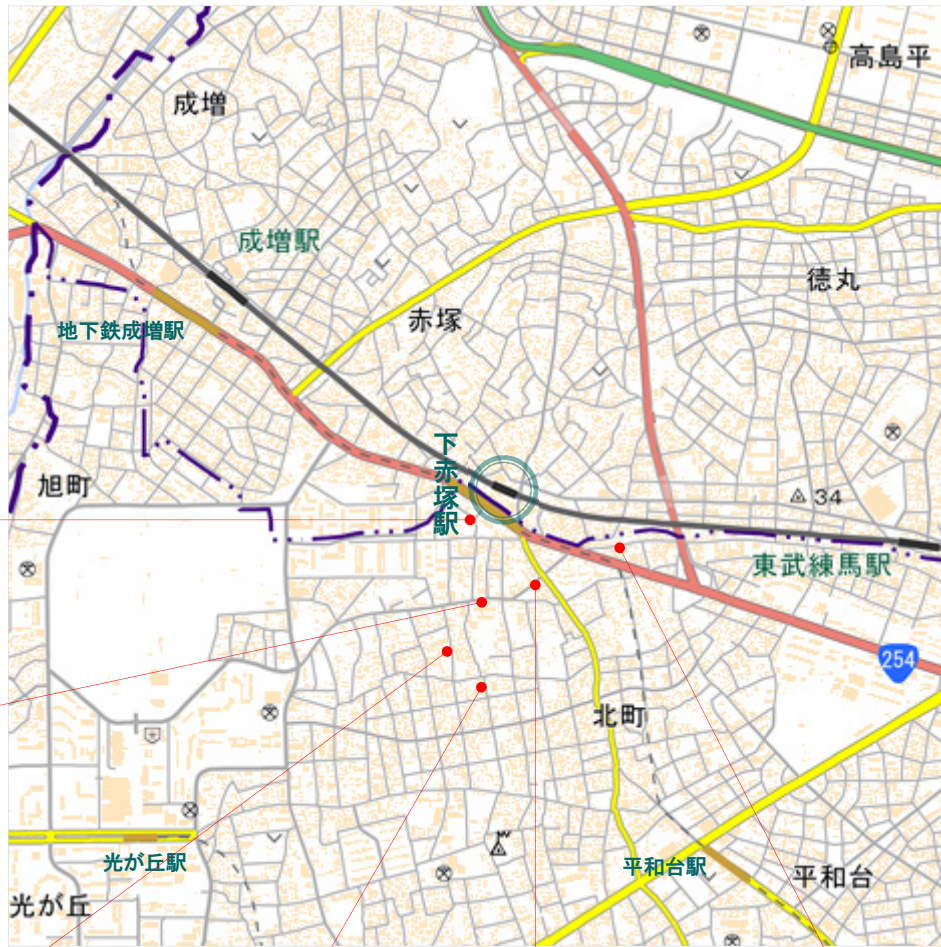 高島平
成増
成増駅
徳丸
地下鉄成増駅
赤塚
下赤塚駅
旭町
34
東武練馬駅
254
北町
光が丘駅
平和台駅
平和台
光が丘